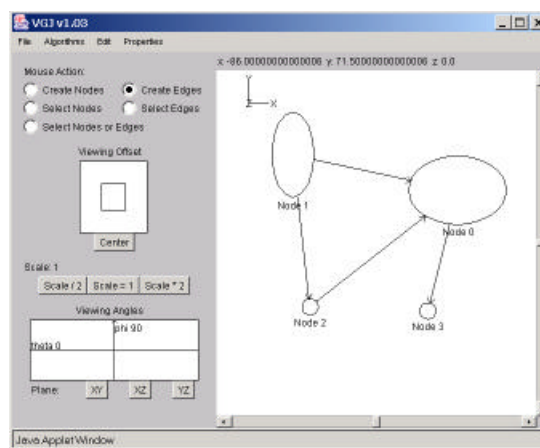 VGJ v1.03
File Algorithms Edit Properties
Mouse Action:
Create Nodes Create Edges
Select Nodes Select Edges
Select Nodes or Edges
Viewing Offset
Center
Scale: 1
Scale / 2 Scale = 1 Scale * 2
Viewing Angles
phi 90
theta 0
Plane: XY XZ YZ
x -86.00000000000006 y: 71.50000000000006 z: 0.0
Y
Z X
Node 1
Node 0
Node 2
Node 3
Java Applet Window